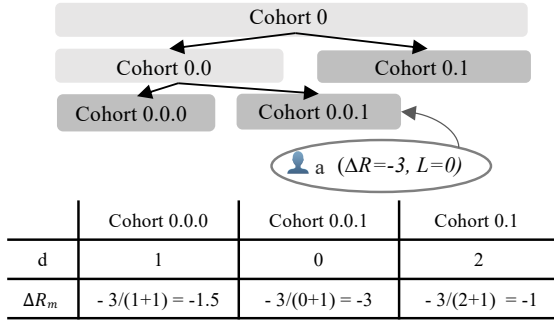 Cohort 0
Cohort 0.0
Cohort 0.1
Cohort 0.0.0
Cohort 0.0.1
a (ΔR=-3, L=0)
Cohort 0.0.0 Cohort 0.0.1 Cohort 0.1
d 1 0 2
ΔRₘ - 3/(1+1) = -1.5 - 3/(0+1) = -3 - 3/(2+1) = -1